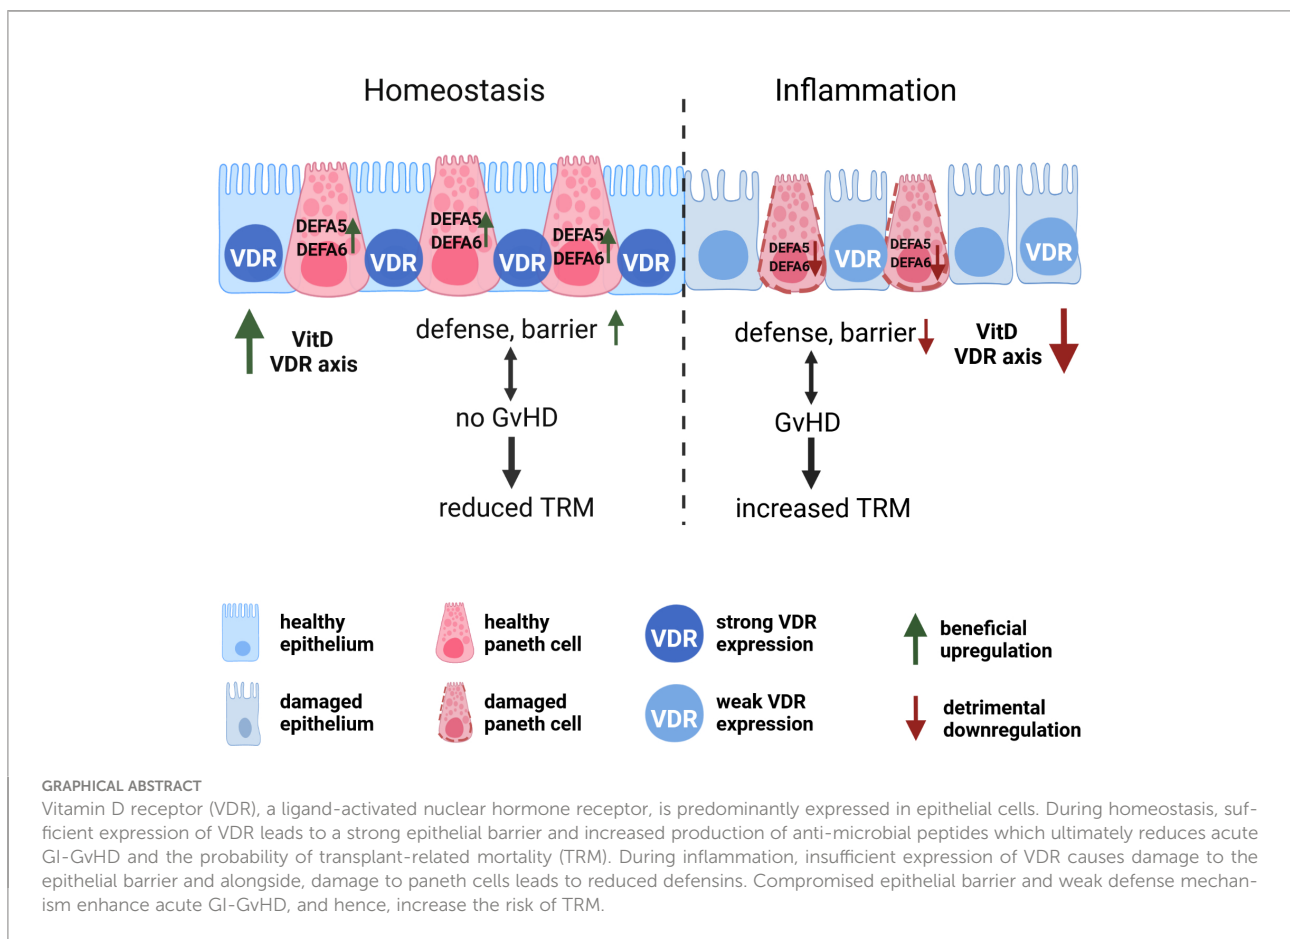 Homeostasis
Inflammation
DEFA5
DEFA6
DEFA5
DEFA6
DEFA5
DEFA6
VDR
VDR
VDR
VDR
DEFA5
DEFA6
DEFA5
DEFA6
VDR
VDR
VitD
VDR axis
defense, barrier
no GvHD
reduced TRM
defense, barrier
GvHD
increased TRM
VitD
VDR axis
healthy
epithelium
healthy
paneth cell
VDR
strong VDR
expression
beneficial
upregulation
damaged
epithelium
damaged
paneth cell
VDR
weak VDR
expression
detrimental
downregulation
GRAPHICAL ABSTRACT
Vitamin D receptor (VDR), a ligand-activated nuclear hormone receptor, is predominantly expressed in epithelial cells. During homeostasis, suf-
ficient expression of VDR leads to a strong epithelial barrier and increased production of anti-microbial peptides which ultimately reduces acute
GI-GvHD and the probability of transplant-related mortality (TRM). During inflammation, insufficient expression of VDR causes damage to the
epithelial barrier and alongside, damage to paneth cells leads to reduced defensins. Compromised epithelial barrier and weak defense mechan-
ism enhance acute GI-GvHD, and hence, increase the risk of TRM.